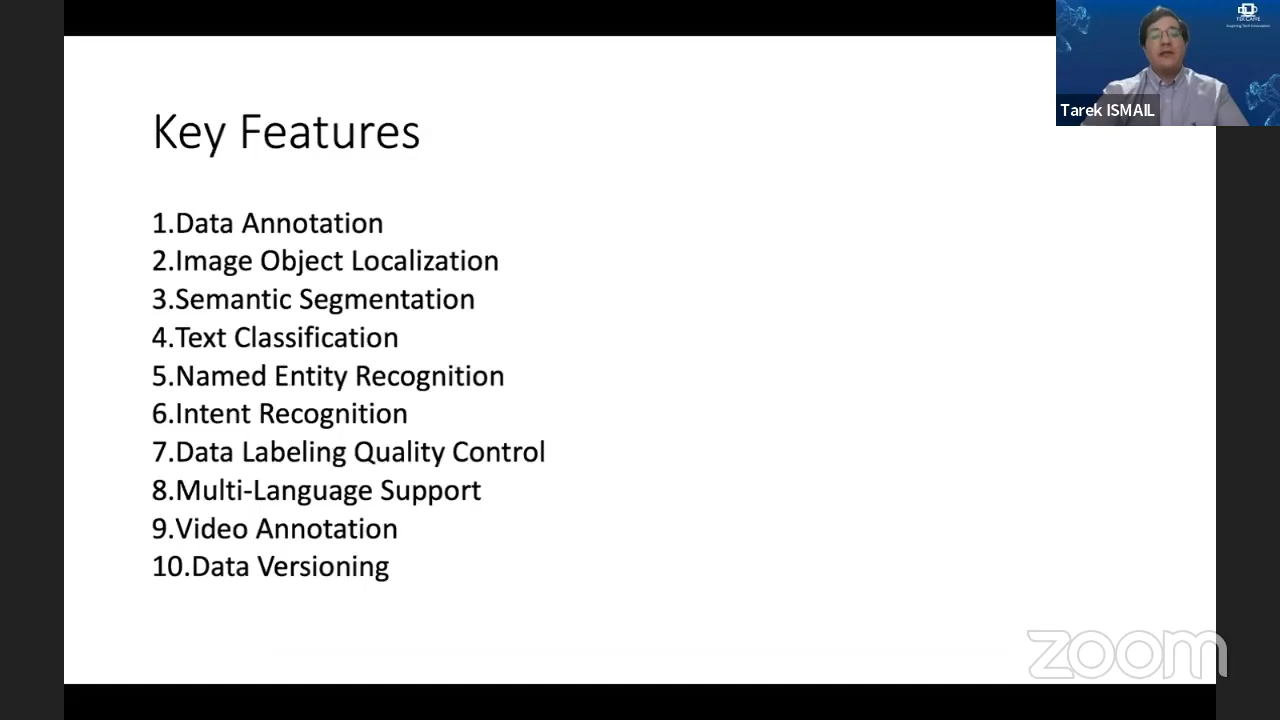 Key Features
1.Data Annotation
2.Image Object Localization
3.Semantic Segmentation
4.Text Classification
5.Named Entity Recognition
6.Intent Recognition
7.Data Labeling Quality Control
8.Multi-Language Support
9.Video Annotation
10.Data Versioning
Tarek ISMAIL
zoom